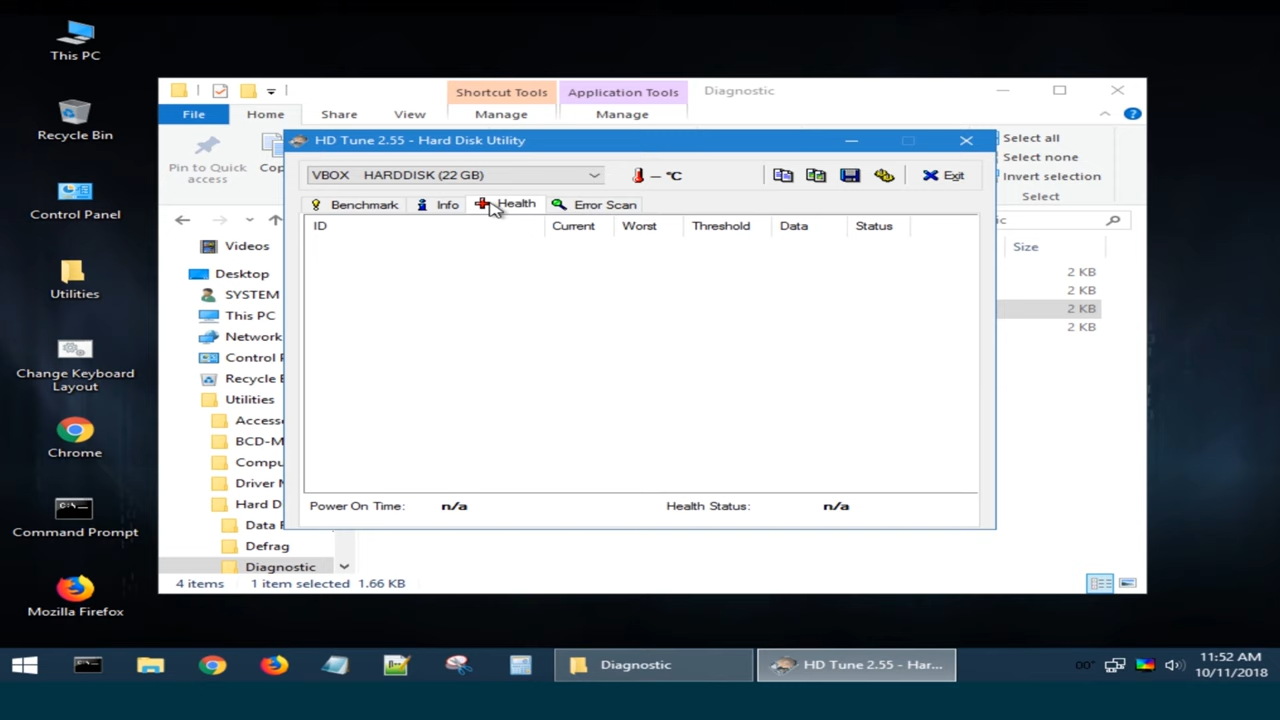 This PC
Recycle Bin
Control Panel
Utilities
Change Keyboard
Layout
Chrome
Command Prompt
Mozilla Firefox
Shortcut Tools
Application Tools
Diagnostic
File
Home
Share
View
Manage
Manage
Pin to Quick
access
Select all
Select none
Invert selection
Select
HD Tune 2.55 - Hard Disk Utility
VBOX HARDDISK (22 GB)
— °C
Exit
Benchmark
Info
Health
Error Scan
ID
Current
Worst
Threshold
Data
Status
Power On Time:
n/a
Health Status:
n/a
Videos
Desktop
SYSTEM
This PC
Network
Control
Recycle
Utilities
Hard
Data
Defrag
Diagnostic
Size
2 KB
2 KB
2 KB
2 KB
4 items
1 item selected 1.66 KB
Diagnostic
HD Tune 2.55 - Har...
11:52 AM
10/11/2018